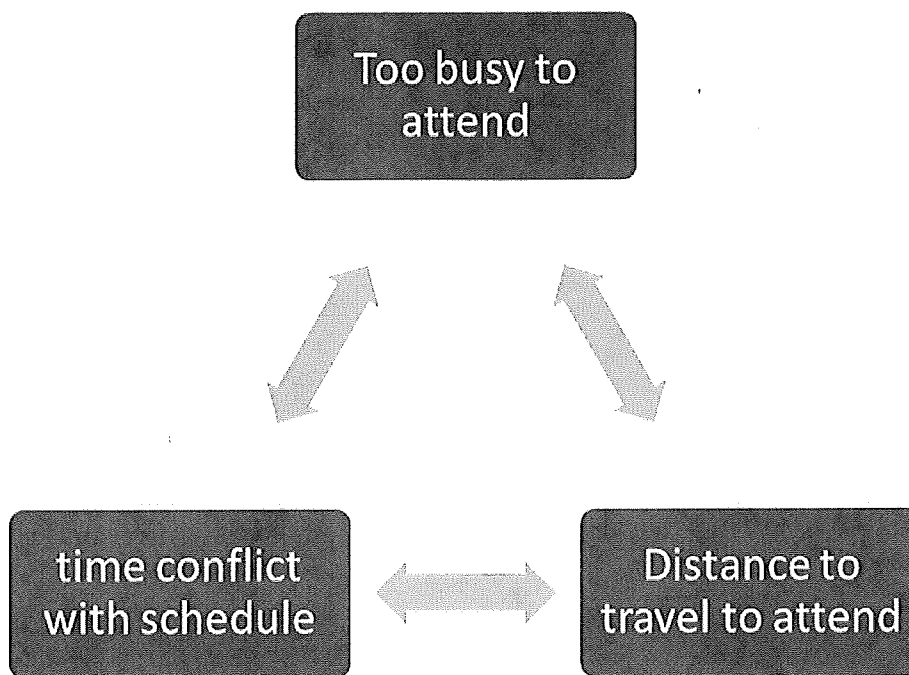 Too busy to
attend
time conflict
with schedule
Distance to
travel to attend